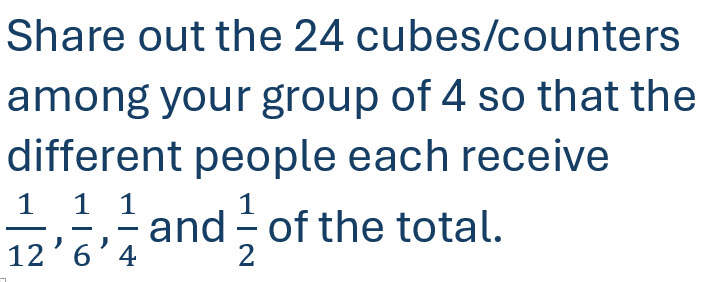 Share out the 24 cubes/counters
among your group of 4 so that the
different people each receive
1/12, 1/6, 1/4 and 1/2 of the total.